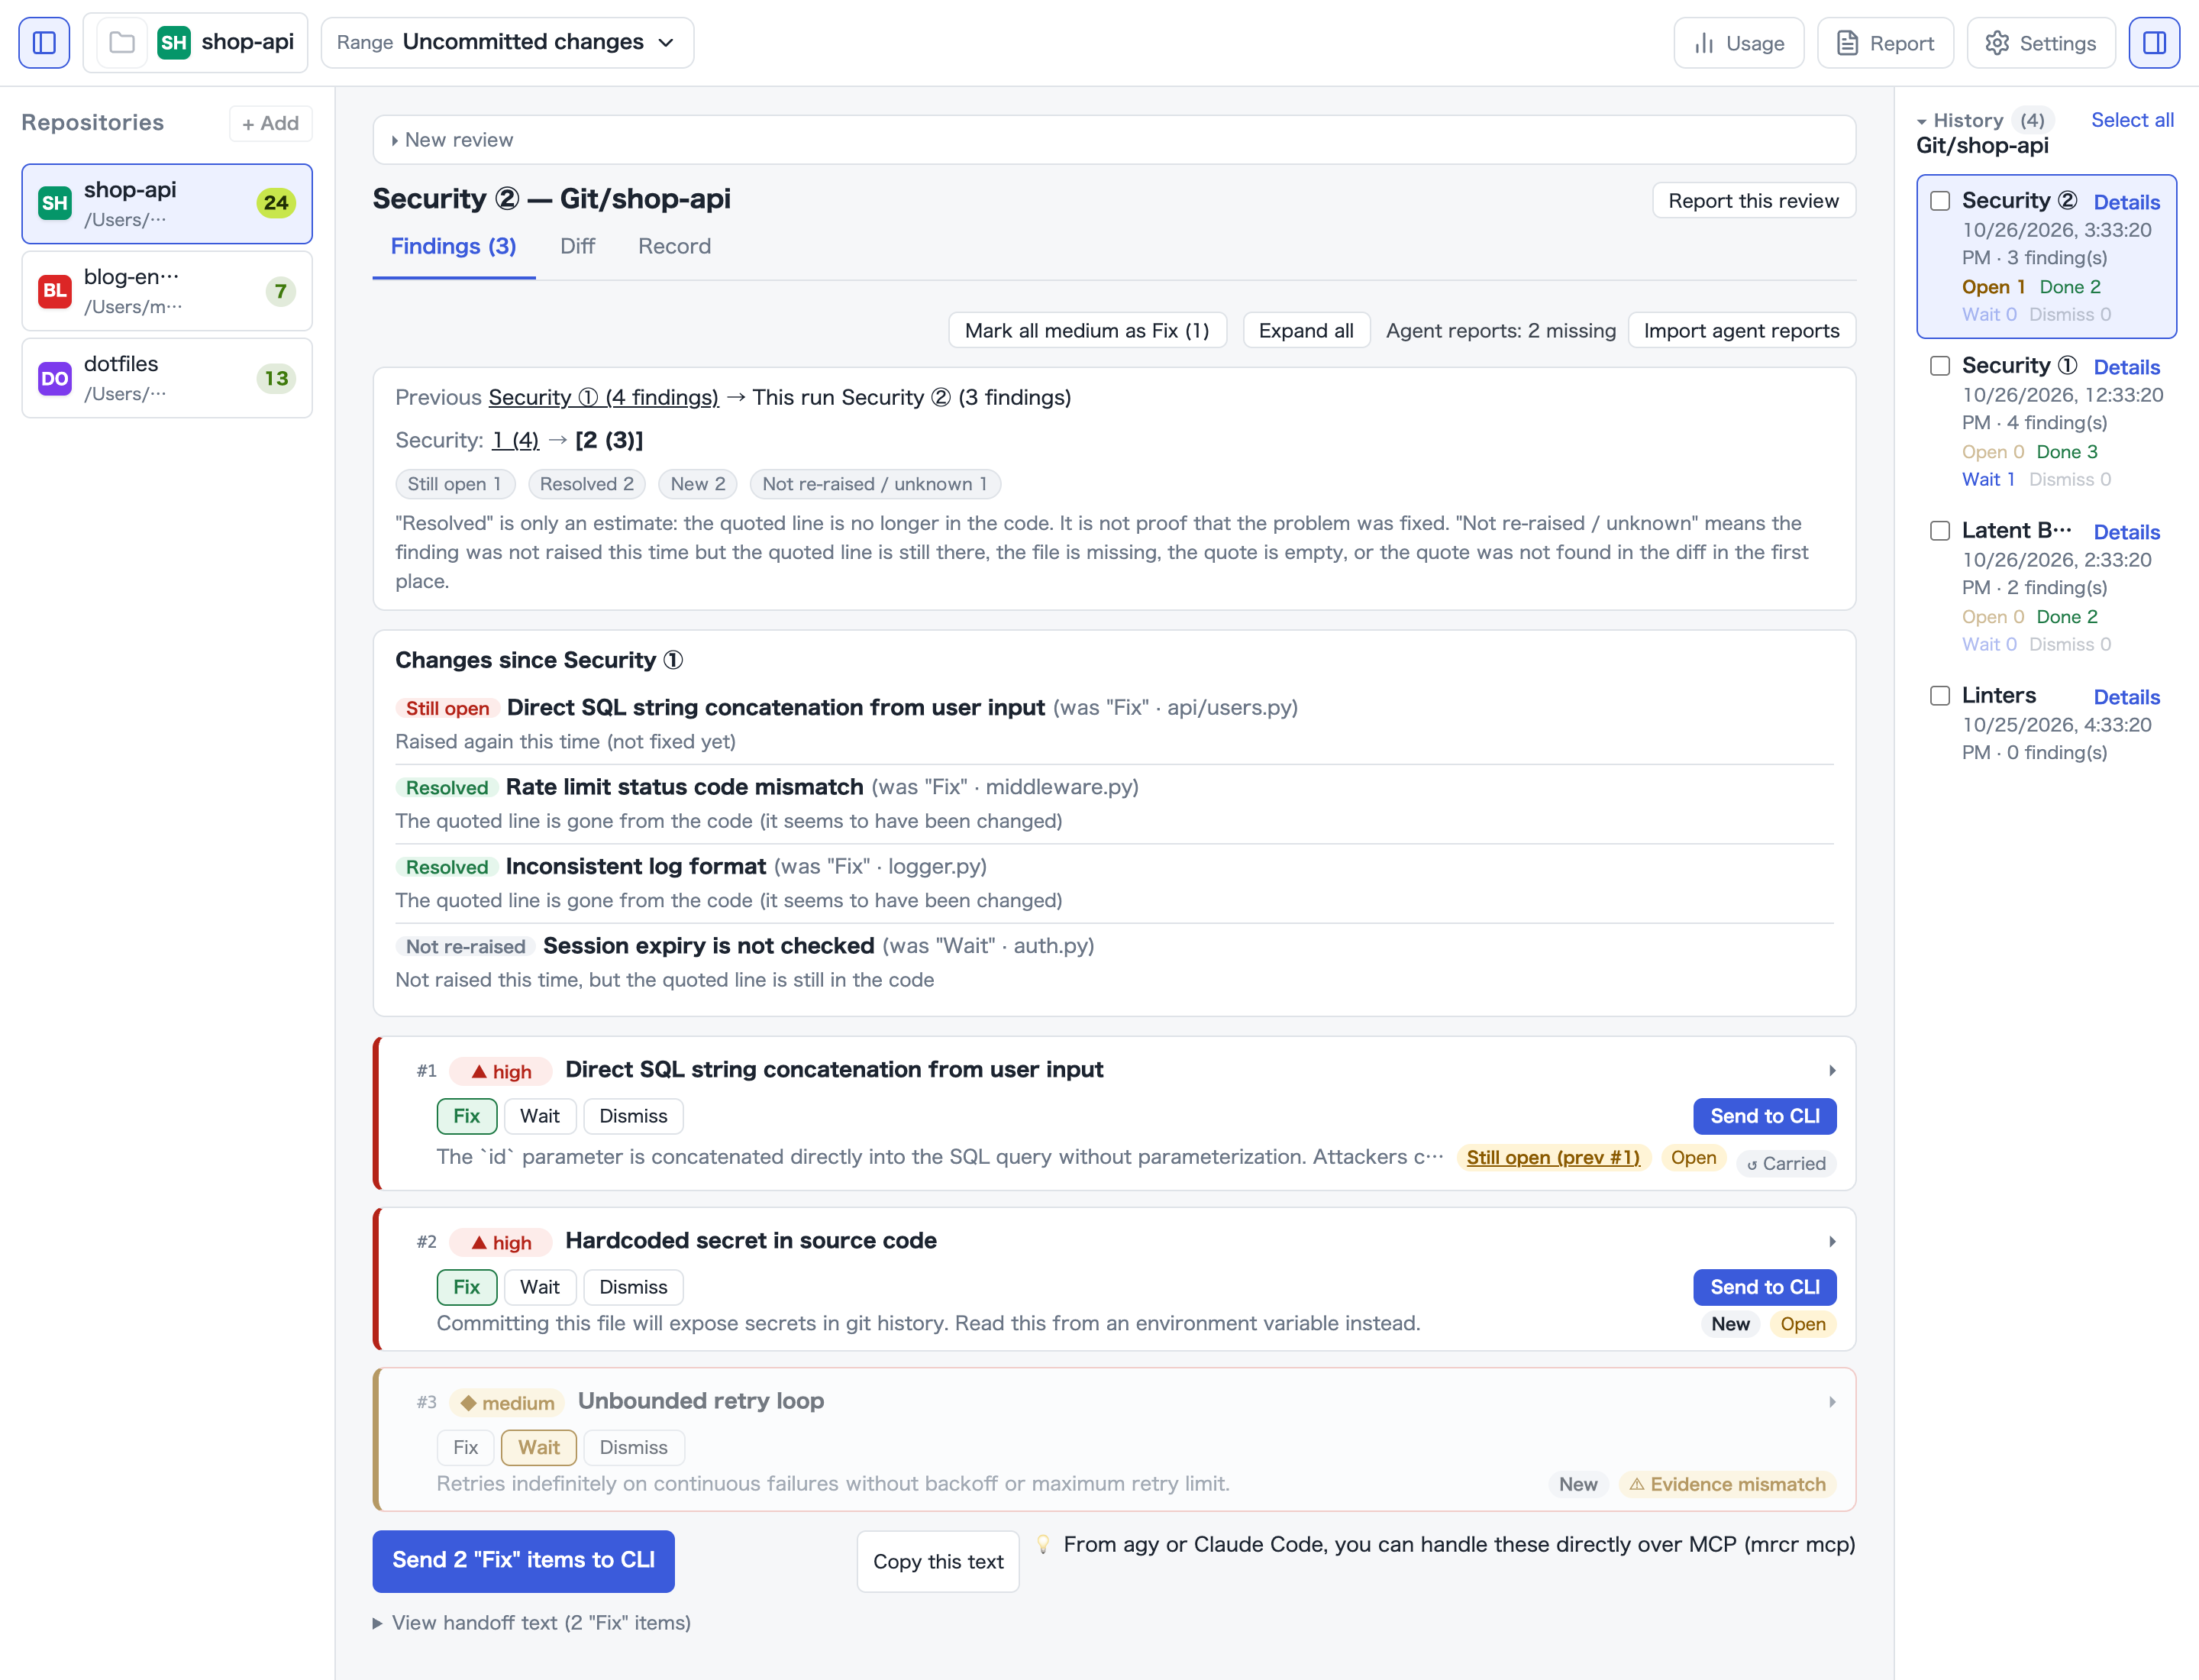 SH shop-api
Range Uncommitted changes
Usage
Report
Settings
Repositories
+ Add
SH shop-api 24
/Users/···
BL blog-en··· 7
/Users/m···
DO dotfiles 13
/Users/···
New review
Security ② — Git/shop-api
Report this review
Findings (3)
Diff
Record
Mark all medium as Fix (1)
Expand all
Agent reports: 2 missing
Import agent reports
Previous Security ① (4 findings) → This run Security ② (3 findings)
Security: 1 (4) → [2 (3)]
Still open 1
Resolved 2
New 2
Not re-raised / unknown 1
"Resolved" is only an estimate: the quoted line is no longer in the code. It is not proof that the problem was fixed. "Not re-raised / unknown" means the
finding was not raised this time but the quoted line is still there, the file is missing, the quote is empty, or the quote was not found in the diff in the first
place.
Changes since Security ①
Still open Direct SQL string concatenation from user input (was "Fix" · api/users.py)
Raised again this time (not fixed yet)
Resolved Rate limit status code mismatch (was "Fix" · middleware.py)
The quoted line is gone from the code (it seems to have been changed)
Resolved Inconsistent log format (was "Fix" · logger.py)
The quoted line is gone from the code (it seems to have been changed)
Not re-raised Session expiry is not checked (was "Wait" · auth.py)
Not raised this time, but the quoted line is still in the code
#1 ▲ high Direct SQL string concatenation from user input
Fix Wait Dismiss Send to CLI
The `id` parameter is concatenated directly into the SQL query without parameterization. Attackers c··· Still open (prev #1) Open ↺ Carried
#2 ▲ high Hardcoded secret in source code
Fix Wait Dismiss Send to CLI
Committing this file will expose secrets in git history. Read this from an environment variable instead. New Open
#3 ◆ medium Unbounded retry loop
Fix Wait Dismiss
Retries indefinitely on continuous failures without backoff or maximum retry limit. New ⚠ Evidence mismatch
Send 2 "Fix" items to CLI
Copy this text
💡 From agy or Claude Code, you can handle these directly over MCP (mrcr mcp)
▶ View handoff text (2 "Fix" items)
History (4) Select all
Git/shop-api
Security ② Details
10/26/2026, 3:33:20
PM · 3 finding(s)
Open 1 Done 2
Wait 0 Dismiss 0
Security ① Details
10/26/2026, 12:33:20
PM · 4 finding(s)
Open 0 Done 3
Wait 1 Dismiss 0
Latent B··· Details
10/26/2026, 2:33:20
PM · 2 finding(s)
Open 0 Done 2
Wait 0 Dismiss 0
Linters Details
10/25/2026, 4:33:20
PM · 0 finding(s)